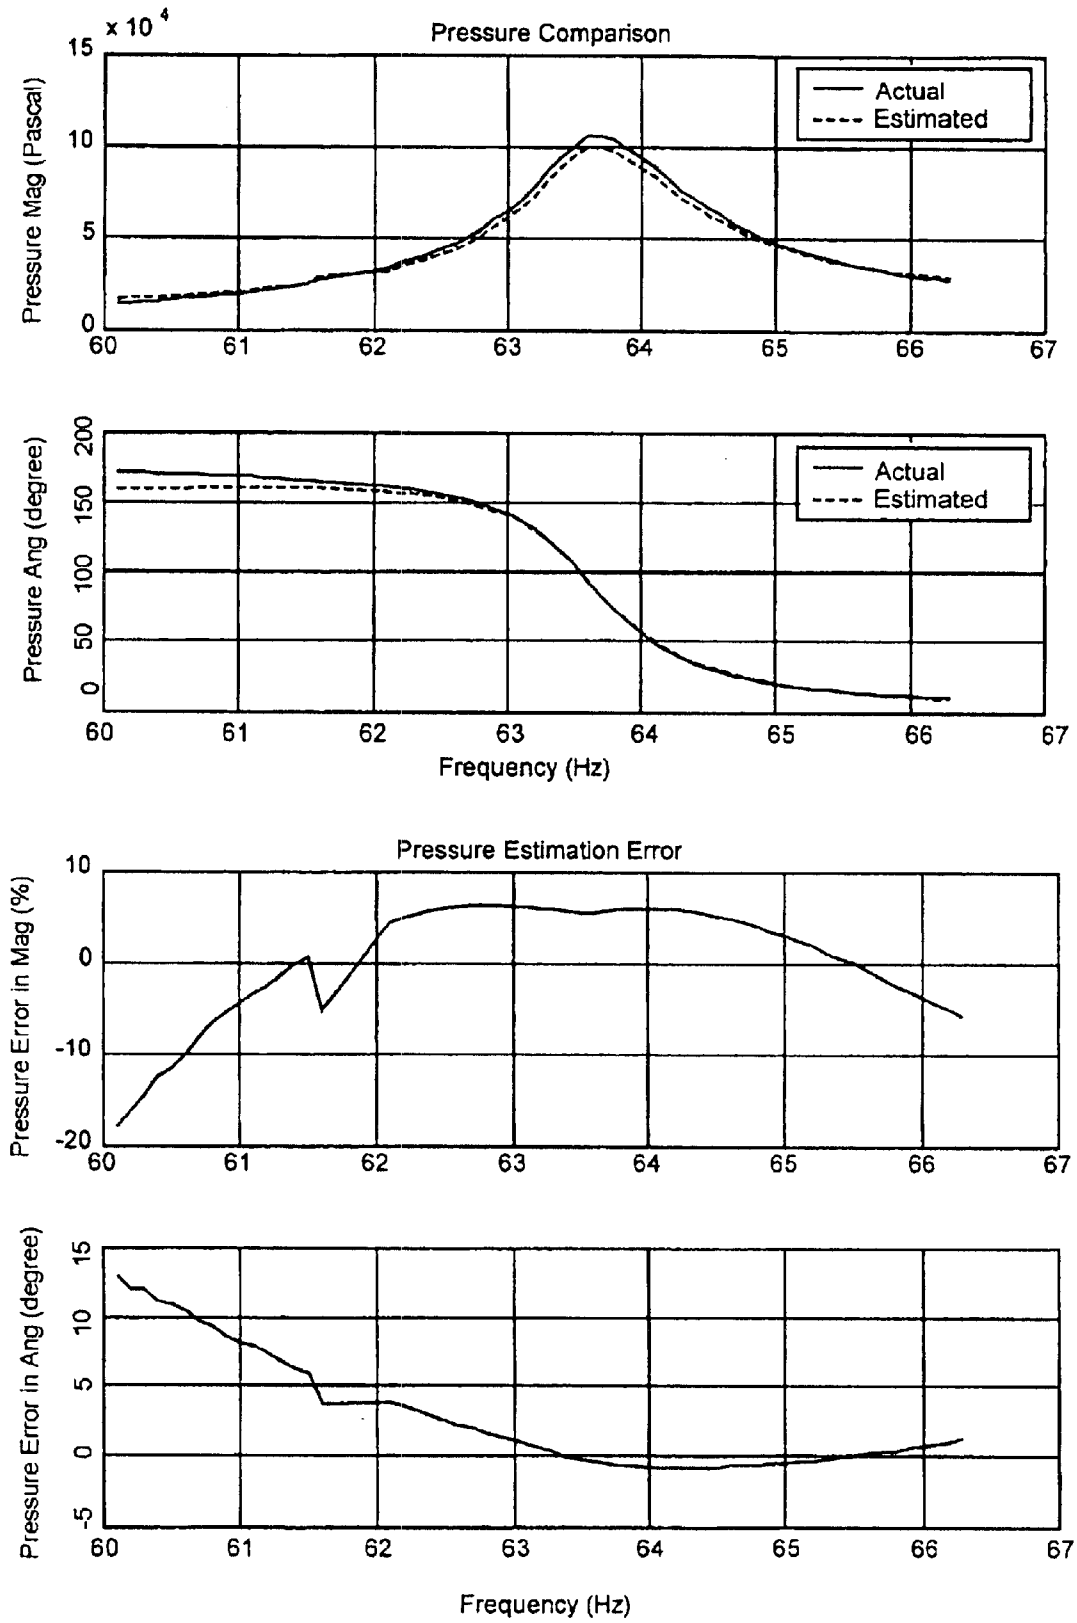 x 10 4
Pressure Comparison
15
10
5
0
Pressure Mag (Pascal)
Actual
Estimated
60 61 62 63 64 65 66 67
200
150
100
50
0
Pressure Ang (degree)
Actual
Estimated
60 61 62 63 64 65 66 67
Frequency (Hz)
Pressure Estimation Error
10
0
-10
-20
Pressure Error in Mag (%)
60 61 62 63 64 65 66 67
15
10
5
0
-5
Pressure Error in Ang (degree)
60 61 62 63 64 65 66 67
Frequency (Hz)